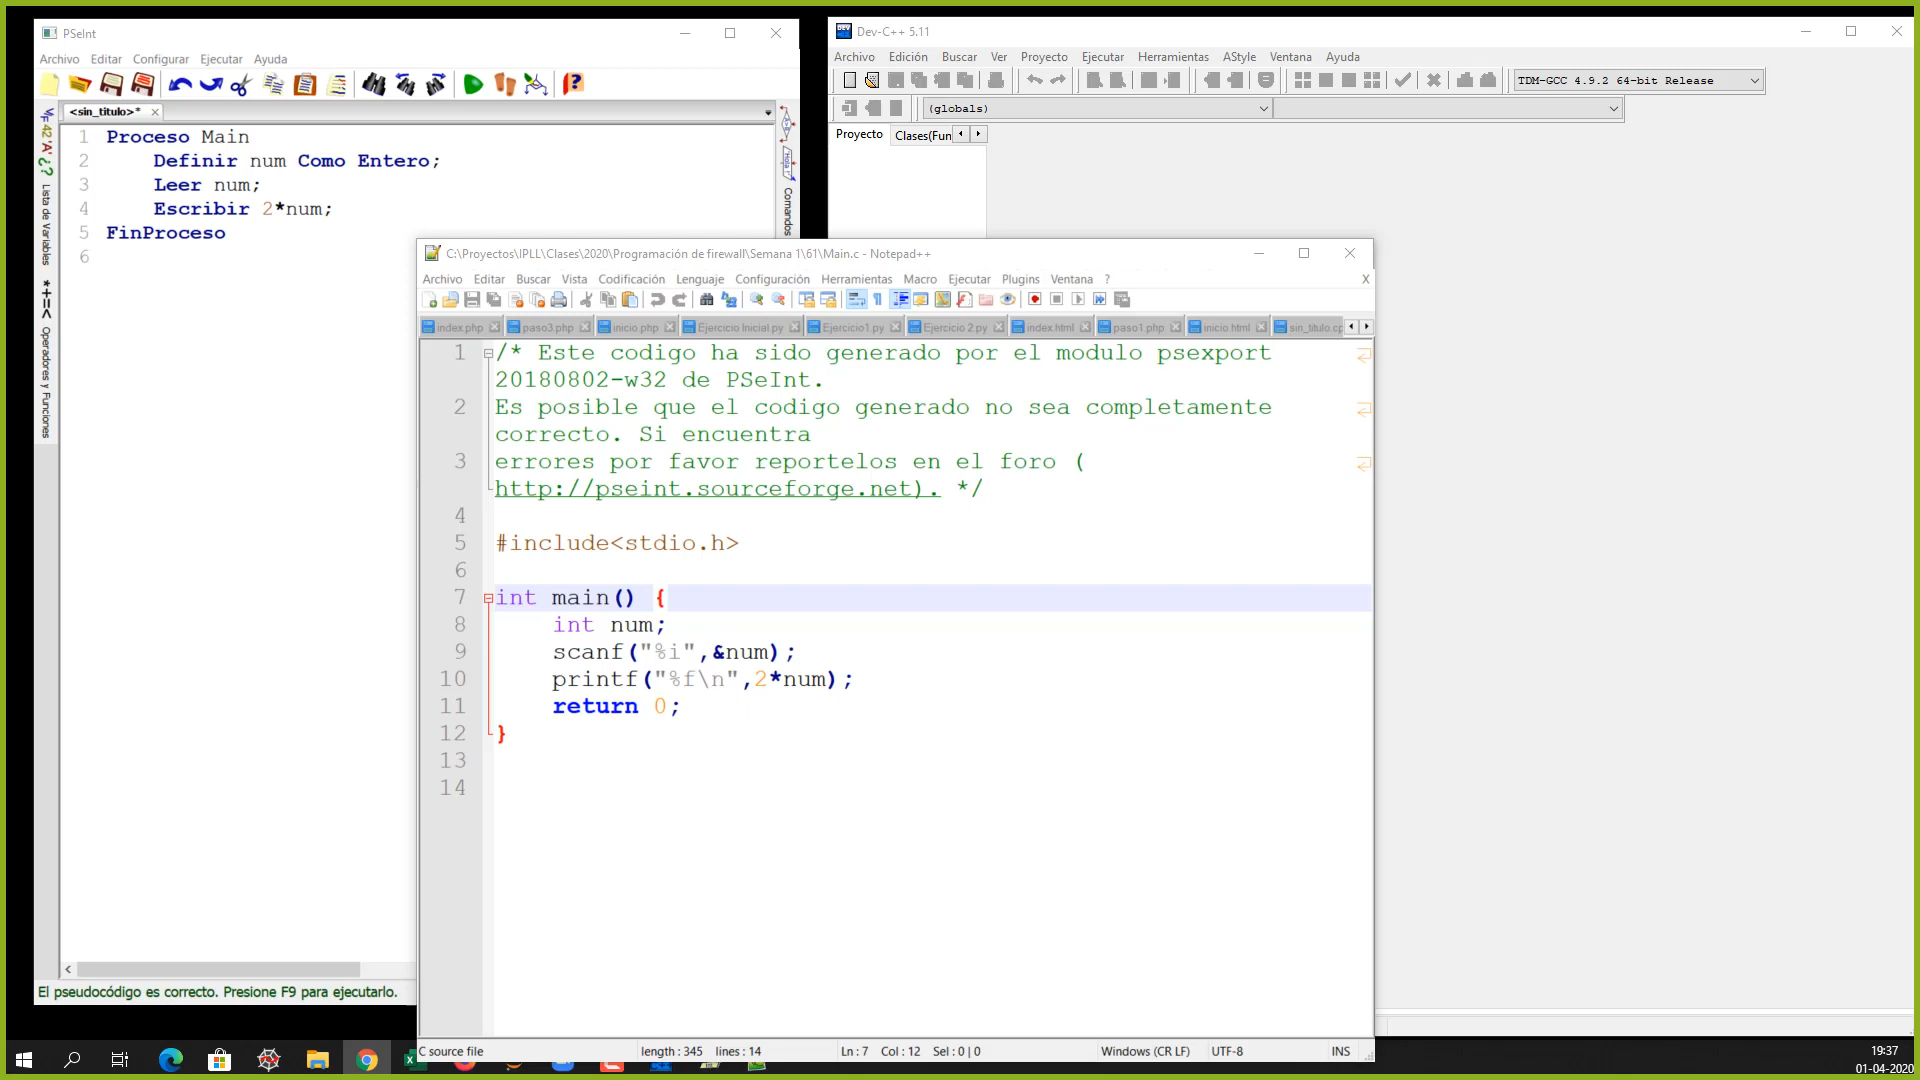 PSeInt
Archivo Editar Configurar Ejecutar Ayuda
<sin_titulo>*
1 Proceso Main
2 Definir num Como Entero;
3 Leer num;
4 Escribir 2*num;
5 FinProceso
6
Lista de Variables
Operadores y Funciones
Comandos
El pseudocódigo es correcto. Presione F9 para ejecutarlo.
Dev-C++ 5.11
Archivo Edición Buscar Ver Proyecto Ejecutar Herramientas AStyle Ventana Ayuda
TDM-GCC 4.9.2 64-bit Release
(globals)
Proyecto Clases(Fun
C:\Proyectos\IPLL\Clases\2020\Programación de firewall\Semana 1\61\Main.c - Notepad++
Archivo Editar Buscar Vista Codificación Lenguaje Configuración Herramientas Macro Ejecutar Plugins Ventana ? X
index.php paso3.php inicio.php Ejercicio Inicial.py Ejercicio1.py Ejercicio 2.py index.html paso1.php inicio.html sin_titulo.cp
1 /* Este codigo ha sido generado por el modulo psexport
20180802-w32 de PSeInt.
2 Es posible que el codigo generado no sea completamente
correcto. Si encuentra
3 errores por favor reportelos en el foro (
http://pseint.sourceforge.net). */
4
5 #include<stdio.h>
6
7 int main() {
8 int num;
9 scanf("%i",&num);
10 printf("%f\n",2*num);
11 return 0;
12 }
13
14
C source file length : 345 lines : 14 Ln : 7 Col : 12 Sel : 0 | 0 Windows (CR LF) UTF-8 INS
19:37
01-04-2020